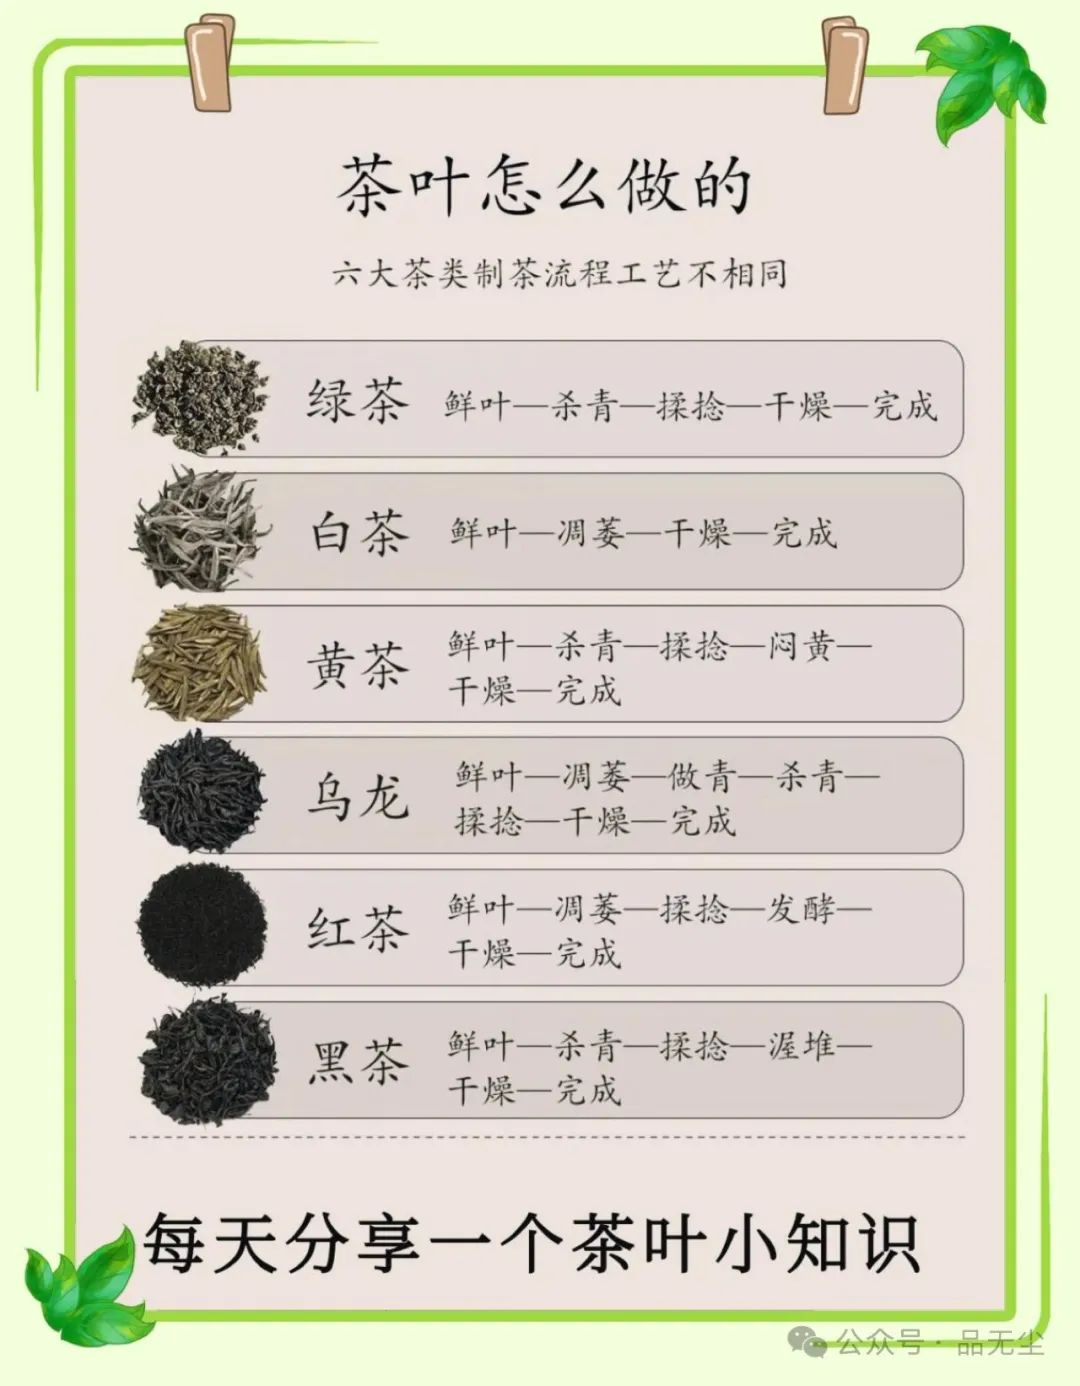 茶叶怎么做的
六大茶类制茶流程工艺不相同
绿茶 鲜叶—杀青—揉捻—干燥—完成
白茶 鲜叶—凋萎—干燥—完成
黄茶 鲜叶—杀青—揉捻—闷黄—
干燥—完成
乌龙 鲜叶—凋萎—做青—杀青—
揉捻—干燥—完成
红茶 鲜叶—凋萎—揉捻—发酵—
干燥—完成
黑茶 鲜叶—杀青—揉捻—渥堆—
干燥—完成
每天分享一个茶叶小知识
公众号·品无尘